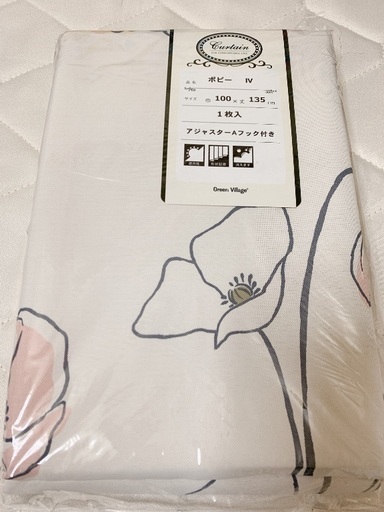 Curtain
品名 ポピー Ⅳ
サイズ 巾 100 × 丈 135 cm
1枚入
アジャスターAフック付き
Green Village